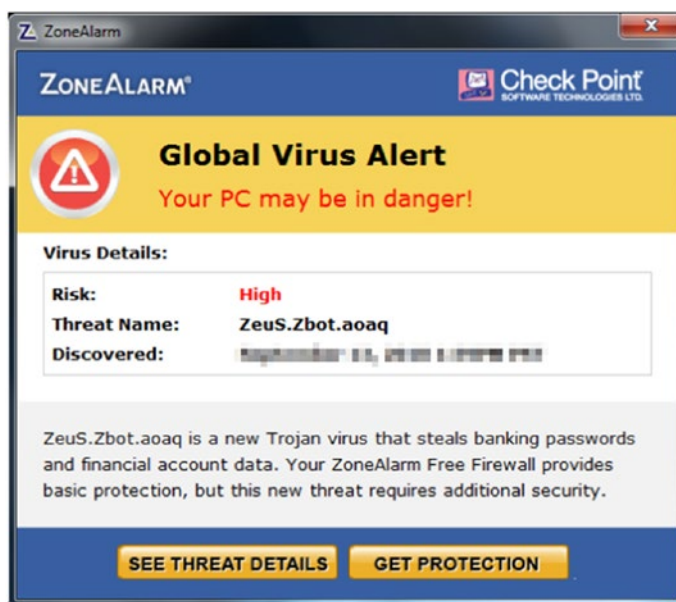 ZoneAlarm
ZONEALARM®
Check Point
SOFTWARE TECHNOLOGIES LTD.
Global Virus Alert
Your PC may be in danger!
Virus Details:
Risk: High
Threat Name: ZeuS.Zbot.aoaq
Discovered:
ZeuS.Zbot.aoaq is a new Trojan virus that steals banking passwords
and financial account data. Your ZoneAlarm Free Firewall provides
basic protection, but this new threat requires additional security.
SEE THREAT DETAILS
GET PROTECTION